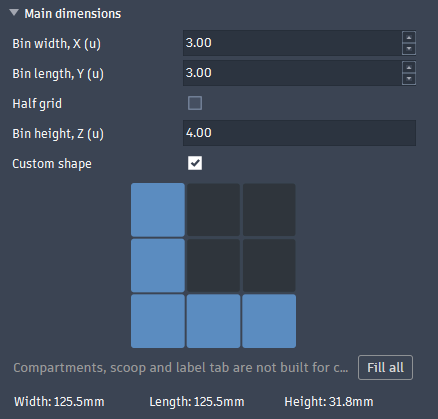 Main dimensions
Bin width, X (u) 3.00
Bin length, Y (u) 3.00
Half grid
Bin height, Z (u) 4.00
Custom shape
Compartments, scoop and label tab are not built for c... Fill all
Width: 125.5mm Length: 125.5mm Height: 31.8mm